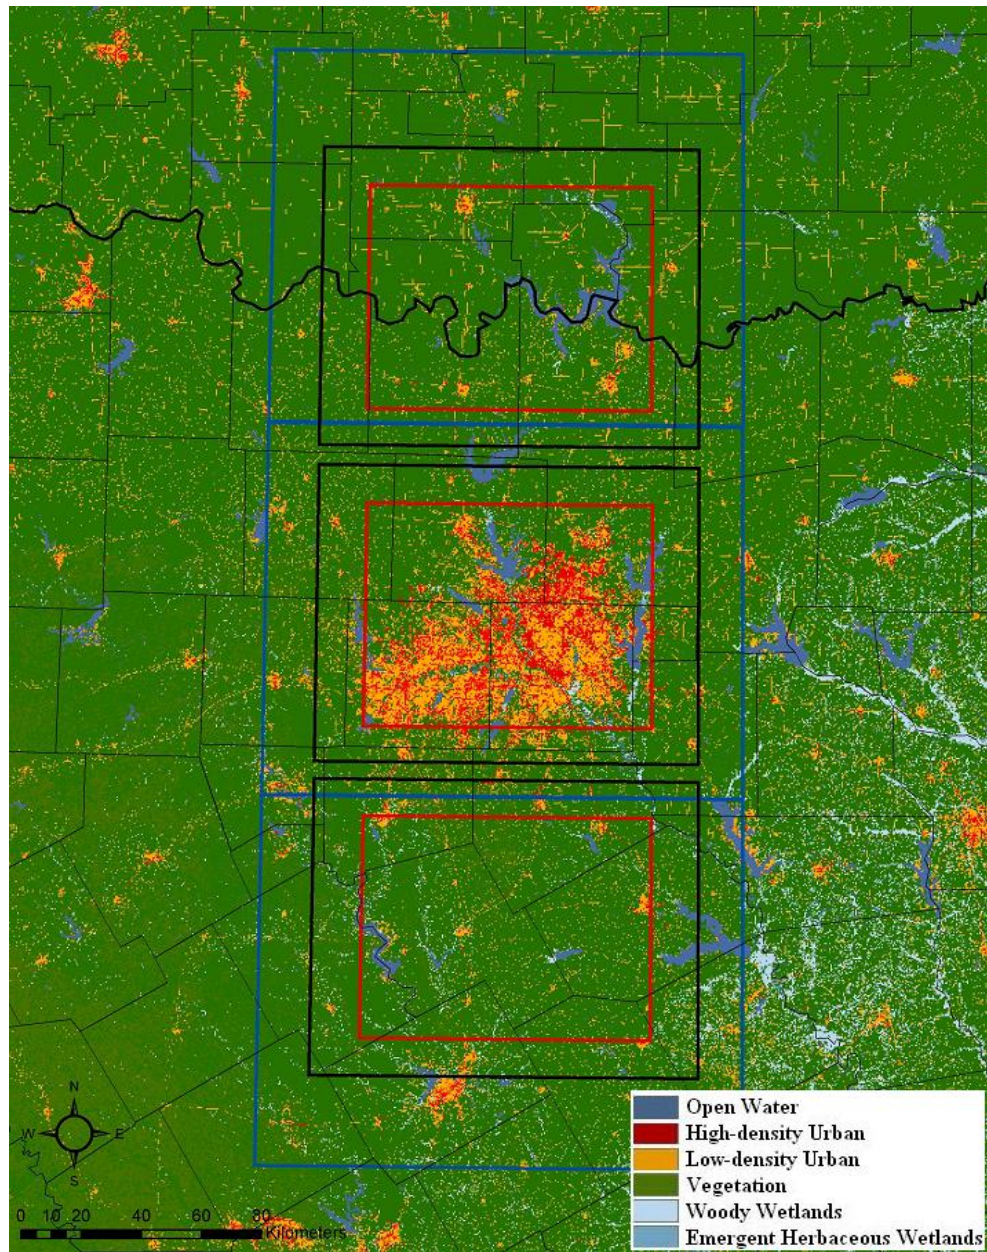 N
W E
S
0 10 20 40 60 80
Kilometers
Open Water
High-density Urban
Low-density Urban
Vegetation
Woody Wetlands
Emergent Herbaceous Wetlands